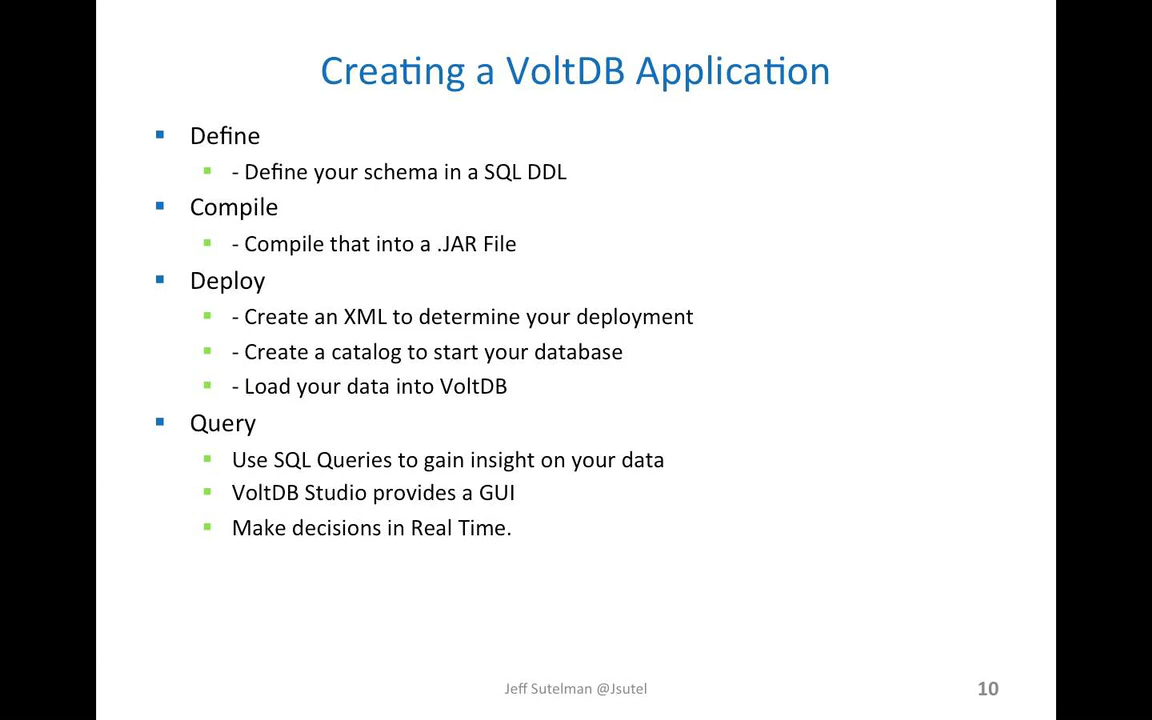 Creating a VoltDB Application
Define
- Define your schema in a SQL DDL
Compile
- Compile that into a .JAR File
Deploy
- Create an XML to determine your deployment
- Create a catalog to start your database
- Load your data into VoltDB
Query
Use SQL Queries to gain insight on your data
VoltDB Studio provides a GUI
Make decisions in Real Time.
Jeff Sutelman @Jsutel
10